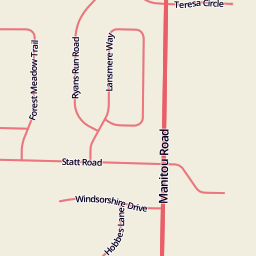 Teresa Circle
Forest Meadow Trail
Ryans Run Road
Lansmere Way
Manitou Road
Statt Road
Windsorshire Drive
Hobbes Lane